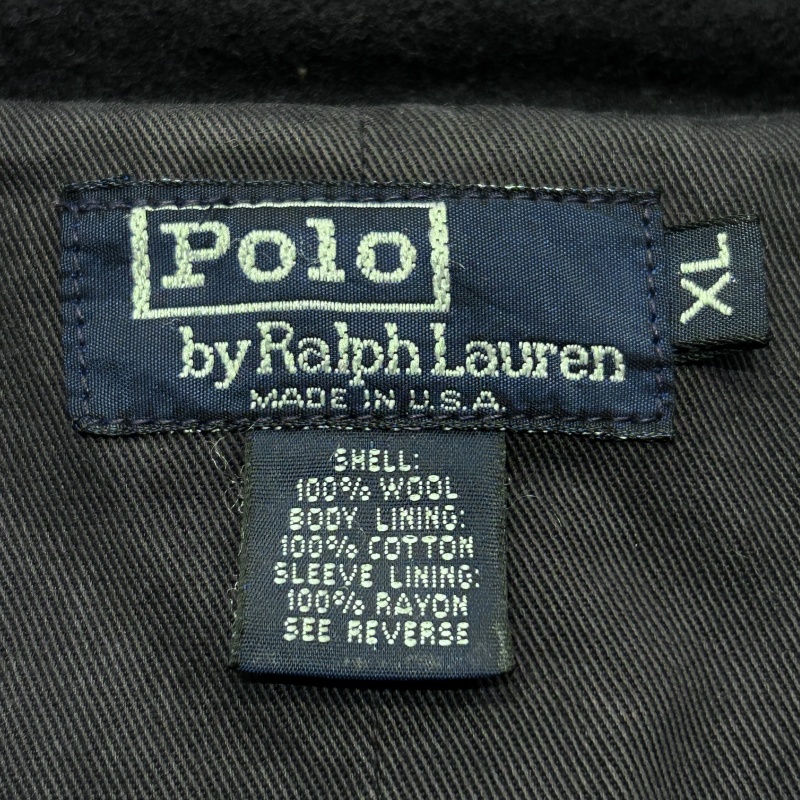 Polo
by Ralph Lauren
MADE IN U.S.A.
XL
SHELL:
100% WOOL
BODY LINING:
100% COTTON
SLEEVE LINING:
100% RAYON
SEE REVERSE